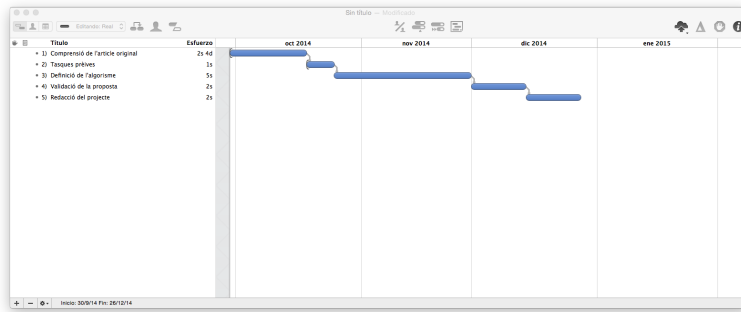 Sin título — Modificado
Editando: Real
Título Esfuerzo oct 2014 nov 2014 dic 2014 ene 2015
1) Comprensió de l'article original 2s 4d
2) Tasques prèvies 1s
3) Definició de l'algorisme 5s
4) Validació de la proposta 2s
5) Redacció del projecte 2s
Inicio: 30/9/14 Fin: 26/12/14